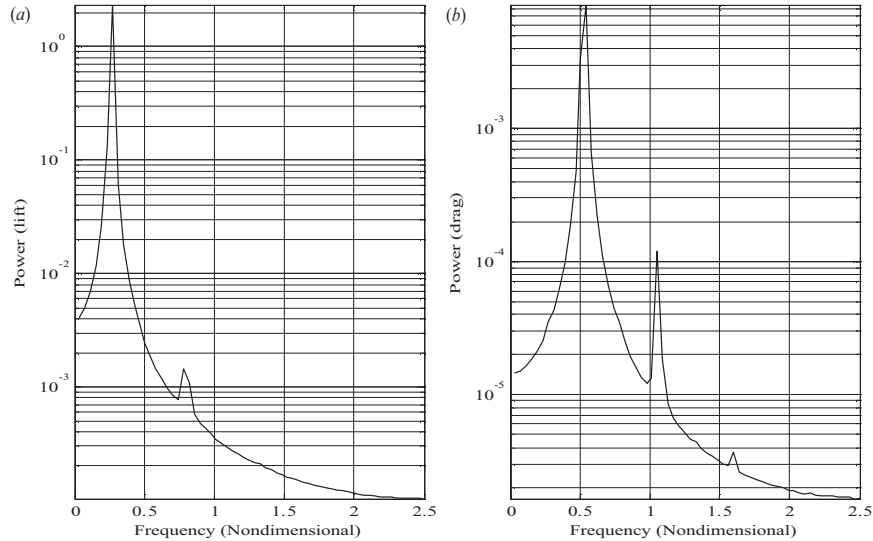 (a)
10^0
10^-1
10^-2
10^-3
Power (lift)
0 0.5 1 1.5 2 2.5
Frequency (Nondimensional)
(b)
10^-3
10^-4
10^-5
Power (drag)
0 0.5 1 1.5 2 2.5
Frequency (Nondimensional)